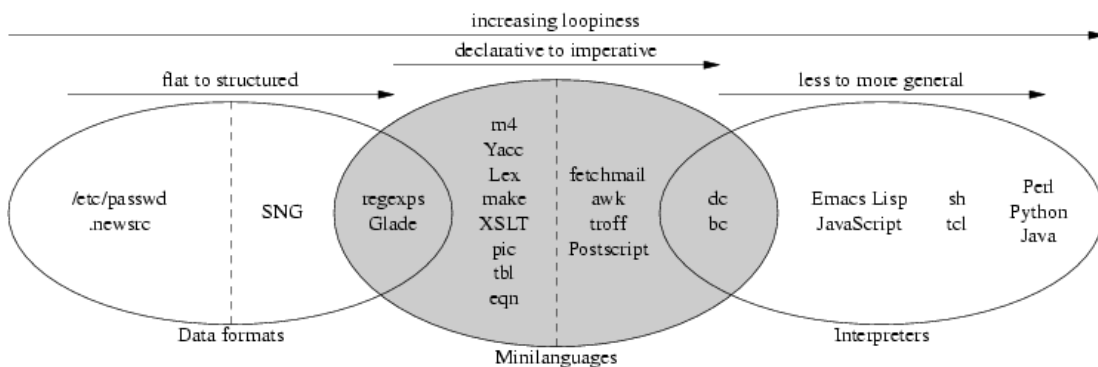 increasing loopiness
declarative to imperative
flat to structured
less to more general
/etc/passwd
.newsrc
SNG
regexps
Glade
m4
Yacc
Lex
make
XSLT
pic
tbl
eqn
fetchmail
awk
troff
Postscript
dc
bc
Emacs Lisp
JavaScript
sh
tcl
Perl
Python
Java
Data formats
Minilanguages
Interpreters